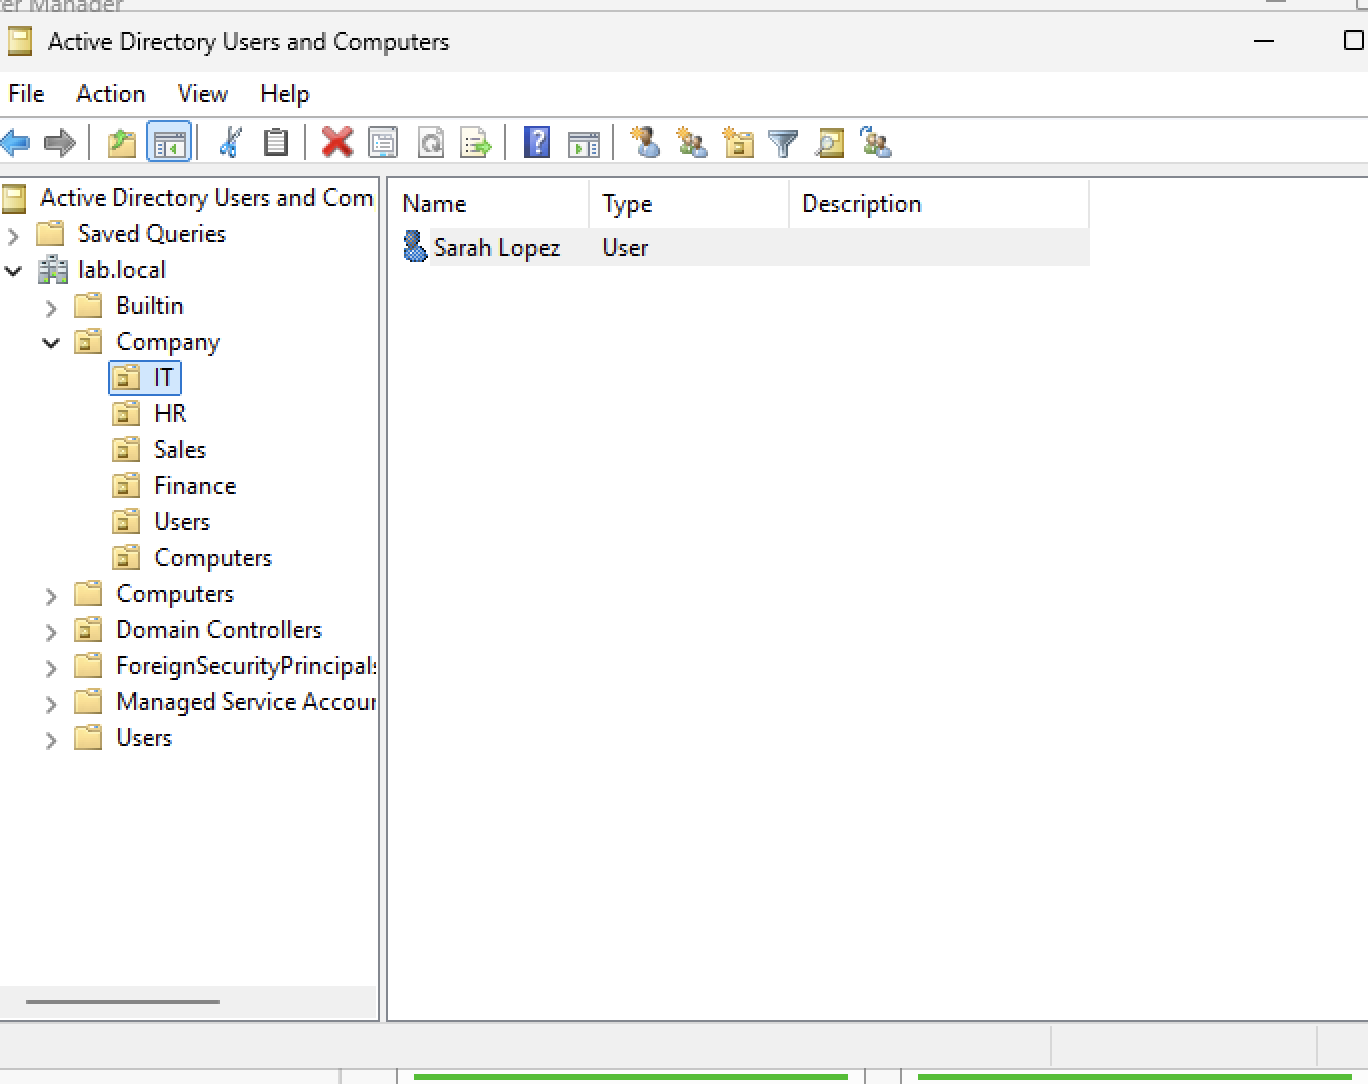 er Manager
Active Directory Users and Computers
File Action View Help
Active Directory Users and Com
Name Type Description
Saved Queries
Sarah Lopez User
lab.local
Builtin
Company
IT
HR
Sales
Finance
Users
Computers
Computers
Domain Controllers
ForeignSecurityPrincipals
Managed Service Accour
Users